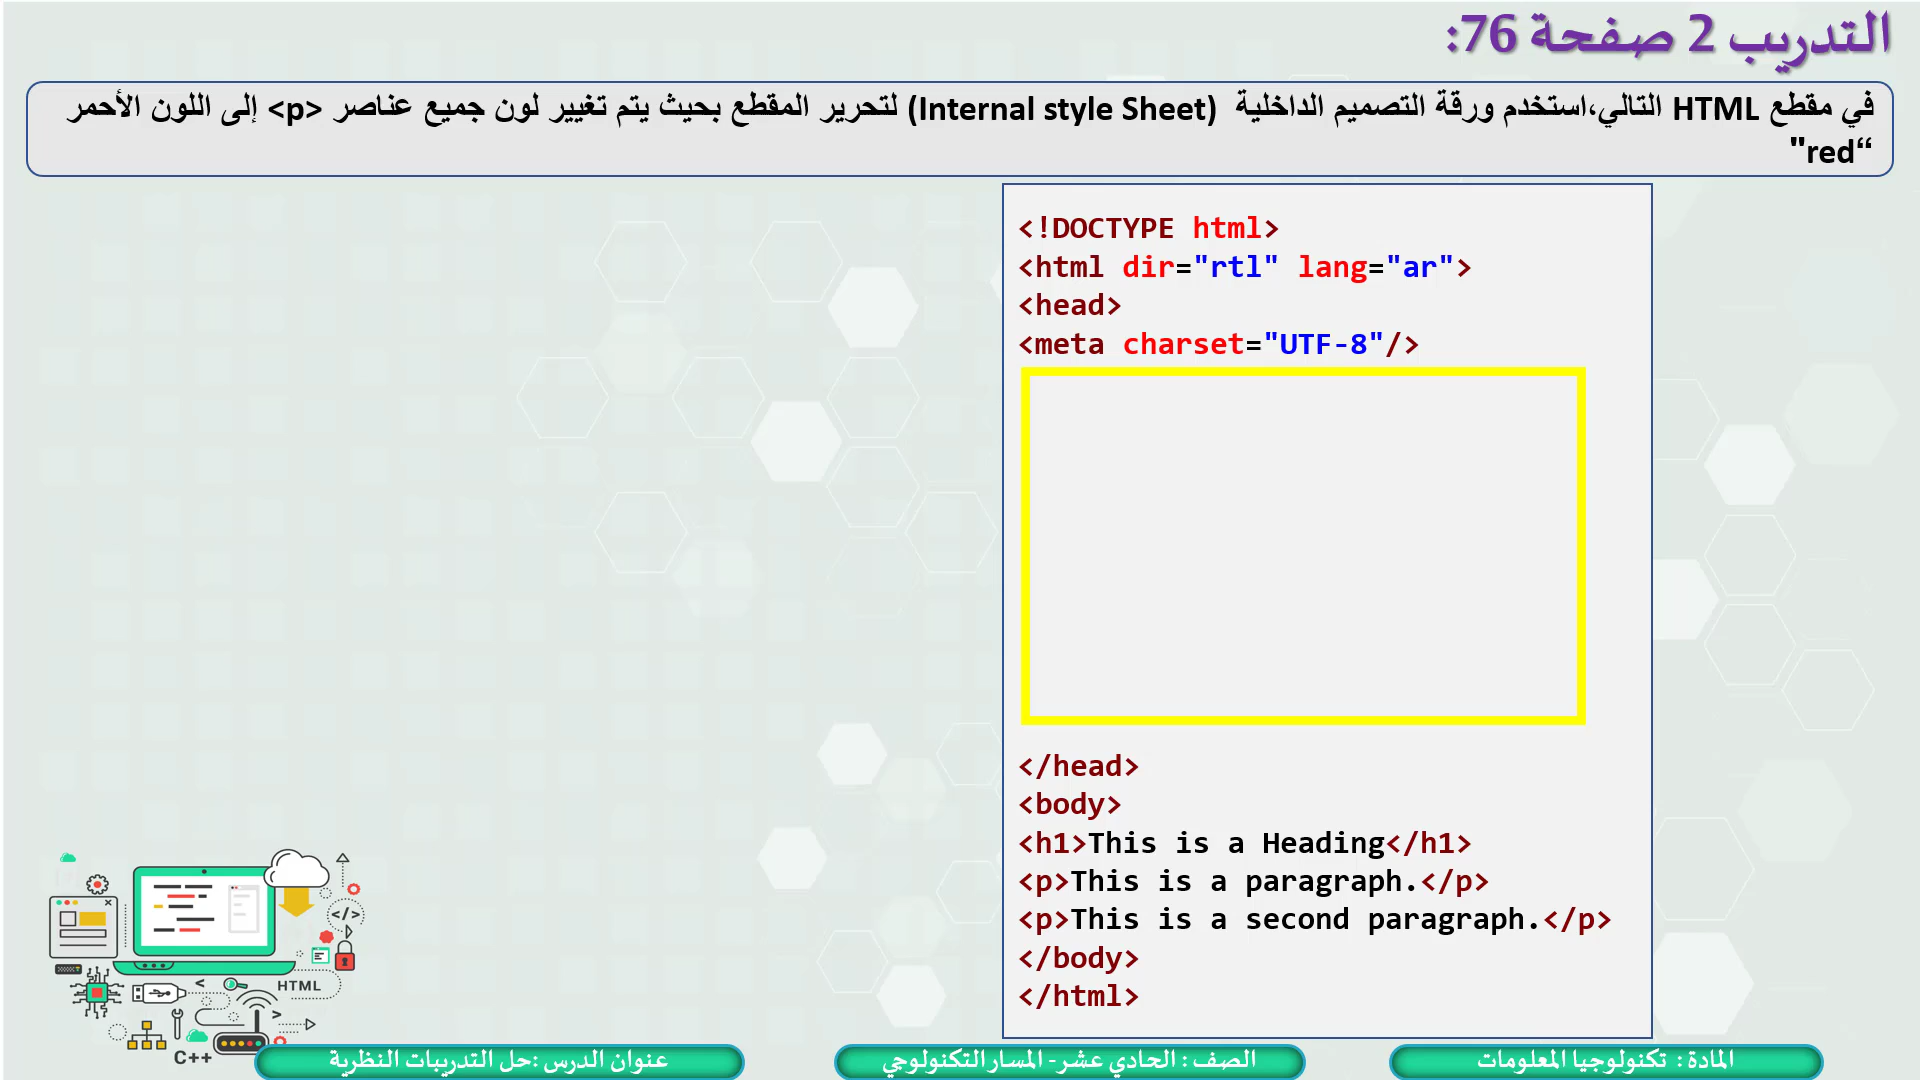 التدريب 2 صفحة 76:
في مقطع HTML التالي،استخدم ورقة التصميم الداخلية (Internal style Sheet) لتحرير المقطع بحيث يتم تغيير لون جميع عناصر <p> إلى اللون الأحمر
“red"
<!DOCTYPE html>
<html dir="rtl" lang="ar">
<head>
<meta charset="UTF-8"/>
</head>
<body>
<h1>This is a Heading</h1>
<p>This is a paragraph.</p>
<p>This is a second paragraph.</p>
</body>
</html>
</>
HTML
C++
المادة : تكنولوجيا المعلومات
الصف : الحادي عشر- المسار التكنولوجي
عنوان الدرس :حل التدريبات النظرية